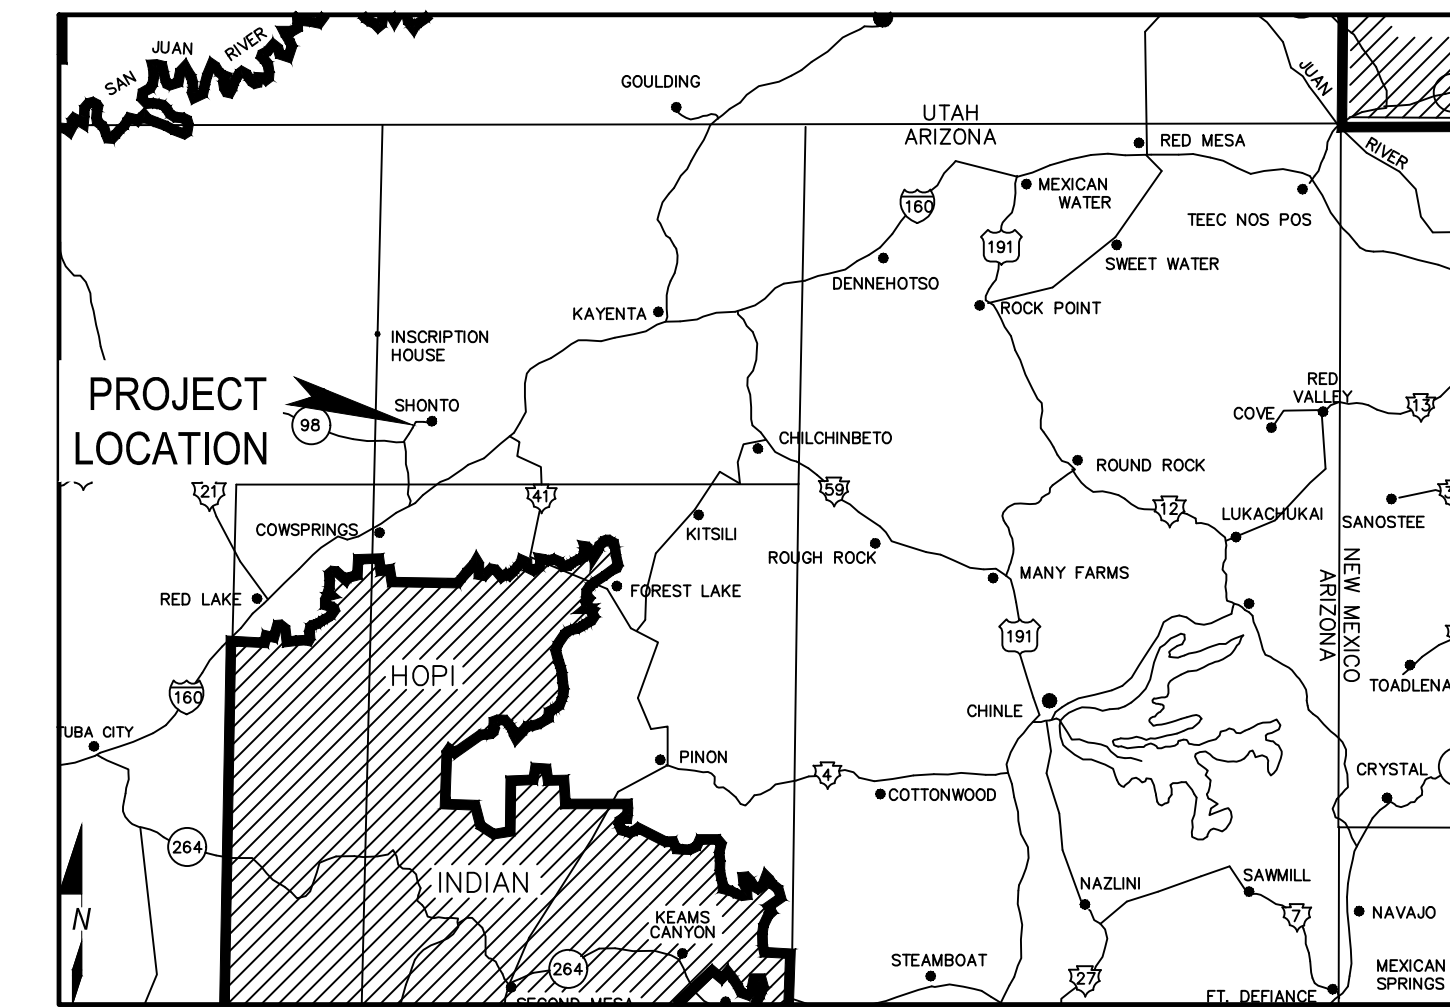 SAN
JUAN
RIVER
GOULDING
UTAH
ARIZONA
JUAN
RIVER
RED MESA
MEXICAN
WATER
160
TEEC NOS POS
191
SWEET WATER
DENNEHOTSO
KAYENTA
ROCK POINT
INSCRIPTION
HOUSE
PROJECT
LOCATION
SHONTO
98
RED
VALLEY
13
COVE
CHILCHINBETO
ROUND ROCK
21
41
59
12
LUKACHUKAI
SANOSTEE
COWSPRINGS
KITSILI
ROUGH ROCK
MANY FARMS
NEW MEXICO
ARIZONA
RED LAKE
FOREST LAKE
191
HOPI
TOADLENA
160
CHINLE
TUBA CITY
PINON
4
COTTONWOOD
CRYSTAL
264
INDIAN
NAZLINI
SAWMILL
N
KEAMS
CANYON
7
NAVAJO
264
STEAMBOAT
27
MEXICAN
SPRINGS
SECOND MESA
FT. DEFIANCE